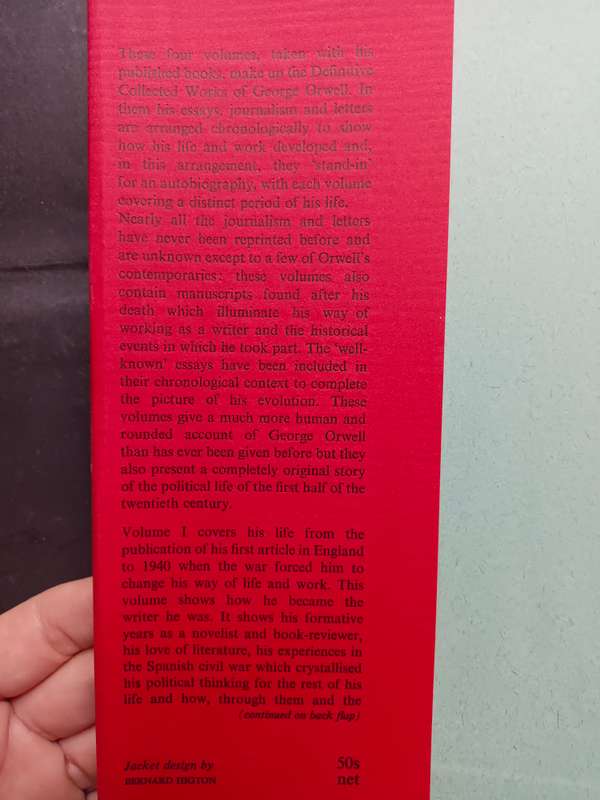 These four volumes, taken with his
published books, make up the Definitive
Collected Works of George Orwell. In
them his essays, journalism and letters
are arranged chronologically to show
how his life and work developed and,
in this arrangement, they 'stand-in'
for an autobiography, with each volume
covering a distinct period of his life.
Nearly all the journalism and letters
have never been reprinted before and
are unknown except to a few of Orwell's
contemporaries; these volumes also
contain manuscripts found after his
death which illuminate his way of
working as a writer and the historical
events in which he took part. The 'well-
known' essays have been included in
their chronological context to complete
the picture of his evolution. These
volumes give a much more human and
rounded account of George Orwell
than has ever been given before but they
also present a completely original story
of the political life of the first half of the
twentieth century.
Volume I covers his life from the
publication of his first article in England
to 1940 when the war forced him to
change his way of life and work. This
volume shows how he became the
writer he was. It shows his formative
years as a novelist and book-reviewer,
his love of literature, his experiences in
the Spanish civil war which crystallised
his political thinking for the rest of his
life and how, through them and the
(continued on back flap)
Jacket design by
BERNARD HIGTON
50s
net